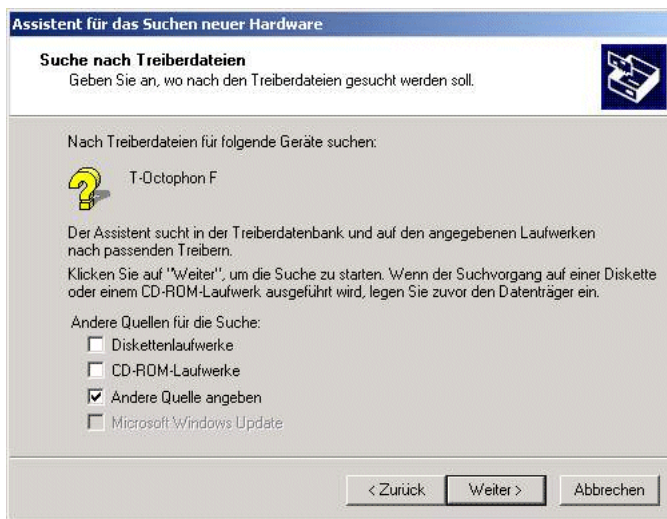 Assistent für das Suchen neuer Hardware
Suche nach Treiberdateien
Geben Sie an, wo nach den Treiberdateien gesucht werden soll.
Nach Treiberdateien für folgende Geräte suchen:
T-Octophon F
Der Assistent sucht in der Treiberdatenbank und auf den angegebenen Laufwerken
nach passenden Treibern.
Klicken Sie auf "Weiter", um die Suche zu starten. Wenn der Suchvorgang auf einer Diskette
oder einem CD-ROM-Laufwerk ausgeführt wird, legen Sie zuvor den Datenträger ein.
Andere Quellen für die Suche:
Diskettenlaufwerke
CD-ROM-Laufwerke
Andere Quelle angeben
Microsoft Windows Update
< Zurück Weiter > Abbrechen